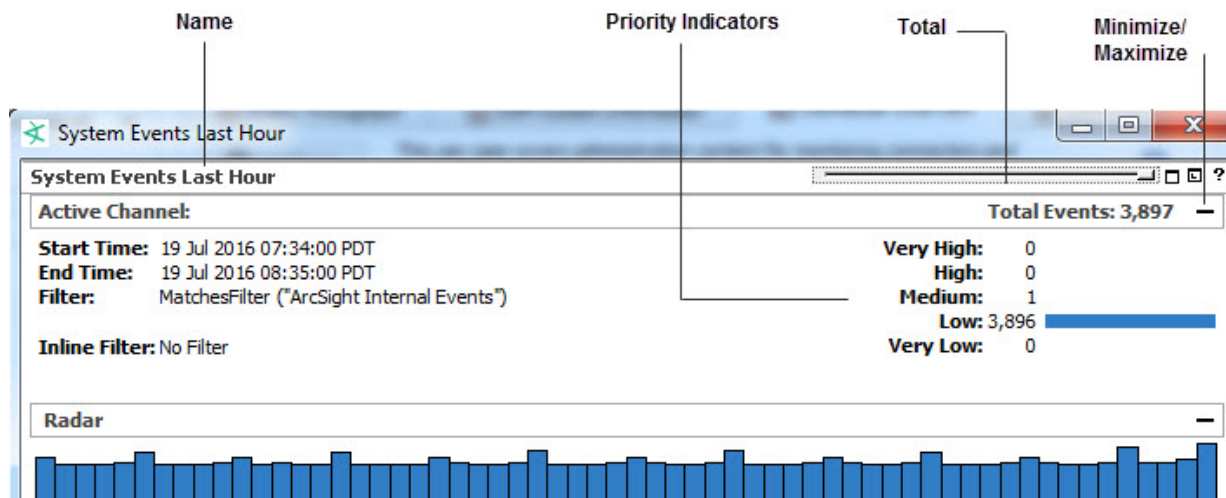 Name
Priority Indicators
Total
Minimize/
Maximize
System Events Last Hour
System Events Last Hour
?
Active Channel:
Total Events: 3,897
Start Time: 19 Jul 2016 07:34:00 PDT
End Time: 19 Jul 2016 08:35:00 PDT
Filter: MatchesFilter ("ArcSight Internal Events")
Inline Filter: No Filter
Very High: 0
High: 0
Medium: 1
Low: 3,896
Very Low: 0
Radar